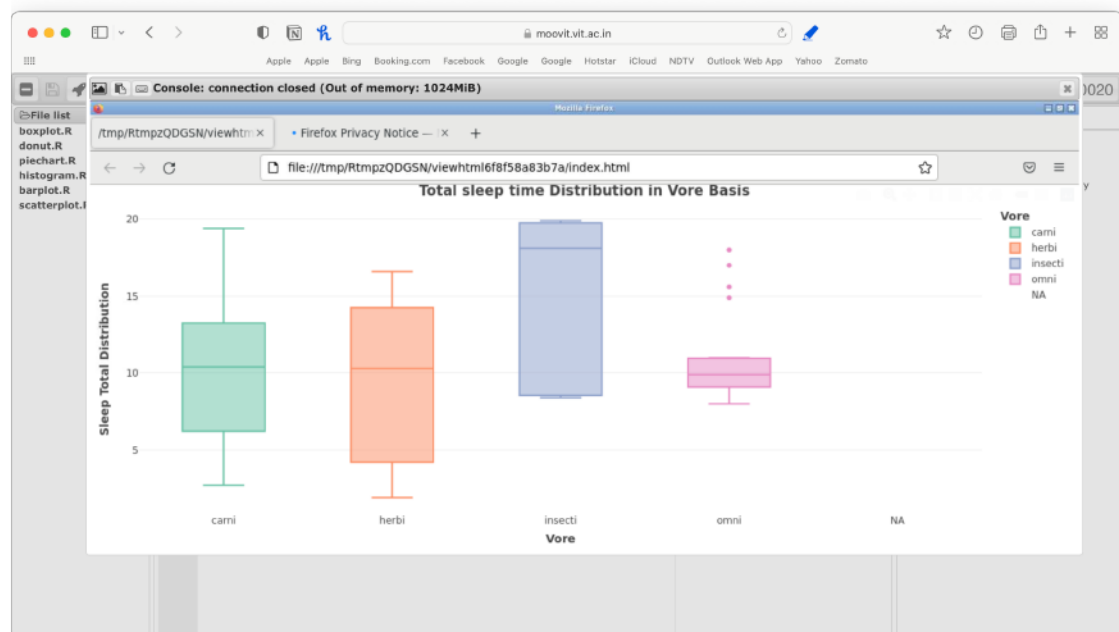 moovit.vit.ac.in
Apple Apple Bing Booking.com Facebook Google Google Hotstar iCloud NDTV Outlook Web App Yahoo Zomato
Console: connection closed (Out of memory: 1024MiB)
0020
Mozilla Firefox
File list
boxplot.R
donut.R
piechart.R
histogram.R
barplot.R
scatterplot.
/tmp/RtmpzQDGSN/viewhtm
Firefox Privacy Notice —
file:///tmp/RtmpzQDGSN/viewhtml6f8f58a83b7a/index.html
y
Total sleep time Distribution in Vore Basis
Sleep Total Distribution
20
15
10
5
carni
herbi
insecti
omni
NA
Vore
Vore
carni
herbi
insecti
omni
NA